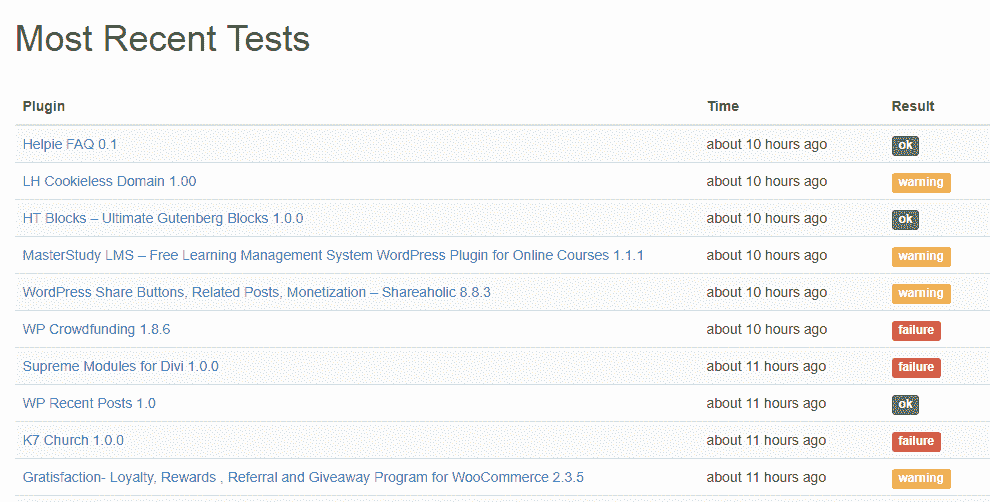 Most Recent Tests
Plugin Time Result
Helpie FAQ 0.1 about 10 hours ago ok
LH Cookieless Domain 1.00 about 10 hours ago warning
HT Blocks – Ultimate Gutenberg Blocks 1.0.0 about 10 hours ago ok
MasterStudy LMS – Free Learning Management System WordPress Plugin for Online Courses 1.1.1 about 10 hours ago warning
WordPress Share Buttons, Related Posts, Monetization – Shareaholic 8.8.3 about 10 hours ago warning
WP Crowdfunding 1.8.6 about 10 hours ago failure
Supreme Modules for Divi 1.0.0 about 11 hours ago failure
WP Recent Posts 1.0 about 11 hours ago ok
K7 Church 1.0.0 about 11 hours ago failure
Gratisfaction- Loyalty, Rewards , Referral and Giveaway Program for WooCommerce 2.3.5 about 11 hours ago warning